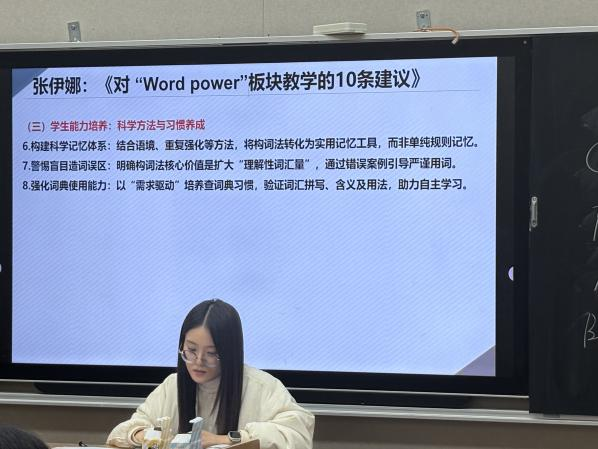 张伊娜：《对 “Word power”板块教学的10条建议》
（三）学生能力培养：科学方法与习惯养成
6.构建科学记忆体系：结合语境、重复强化等方法，将构词法转化为实用记忆工具，而非单纯规则记忆。
7.警惕盲目造词误区：明确构词法核心价值是扩大“理解性词汇量”，通过错误案例引导严谨用词。
8.强化词典使用能力：以“需求驱动”培养查词典习惯，验证词汇拼写、含义及用法，助力自主学习。
B